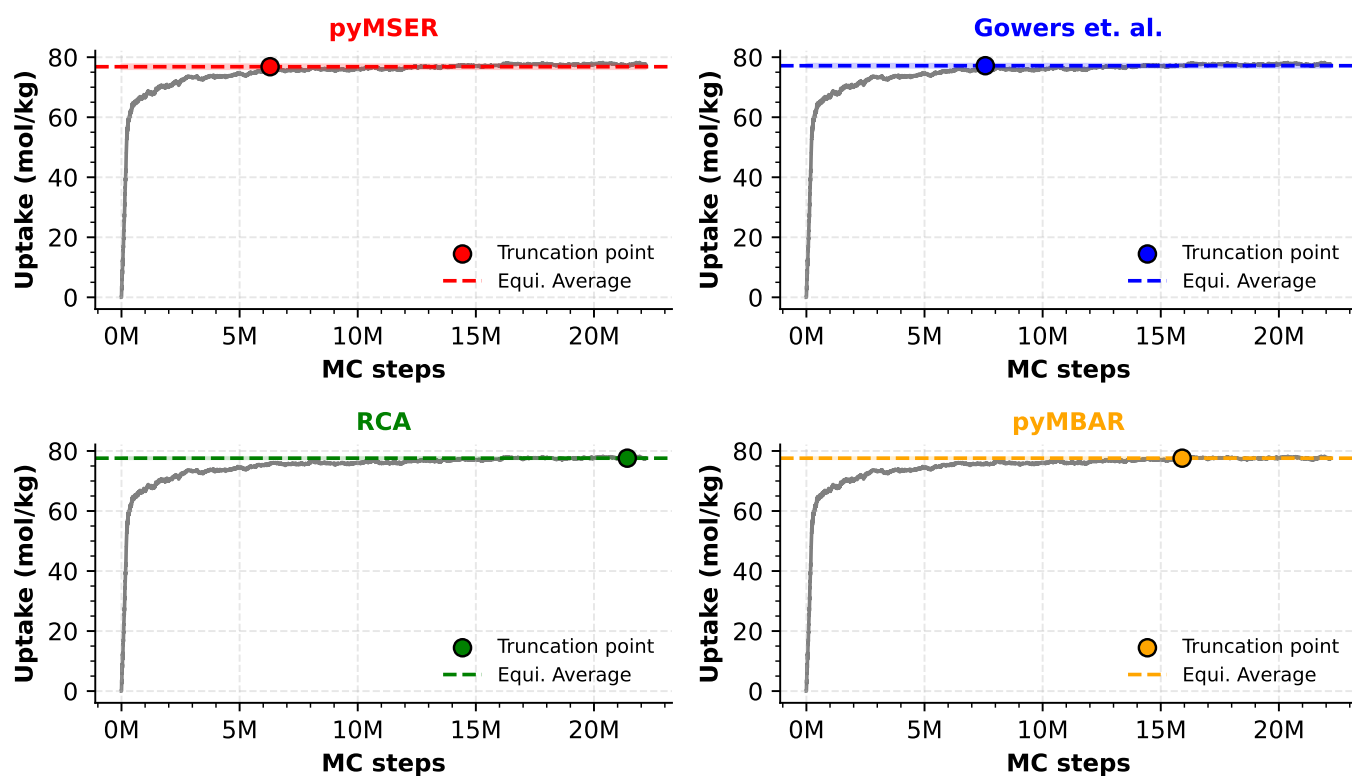 pyMSER
Uptake (mol/kg)
80
60
40
20
0
Truncation point
Equi. Average
0M 5M 10M 15M 20M
MC steps
Gowers et. al.
Uptake (mol/kg)
80
60
40
20
0
Truncation point
Equi. Average
0M 5M 10M 15M 20M
MC steps
RCA
Uptake (mol/kg)
80
60
40
20
0
Truncation point
Equi. Average
0M 5M 10M 15M 20M
MC steps
pyMBAR
Uptake (mol/kg)
80
60
40
20
0
Truncation point
Equi. Average
0M 5M 10M 15M 20M
MC steps